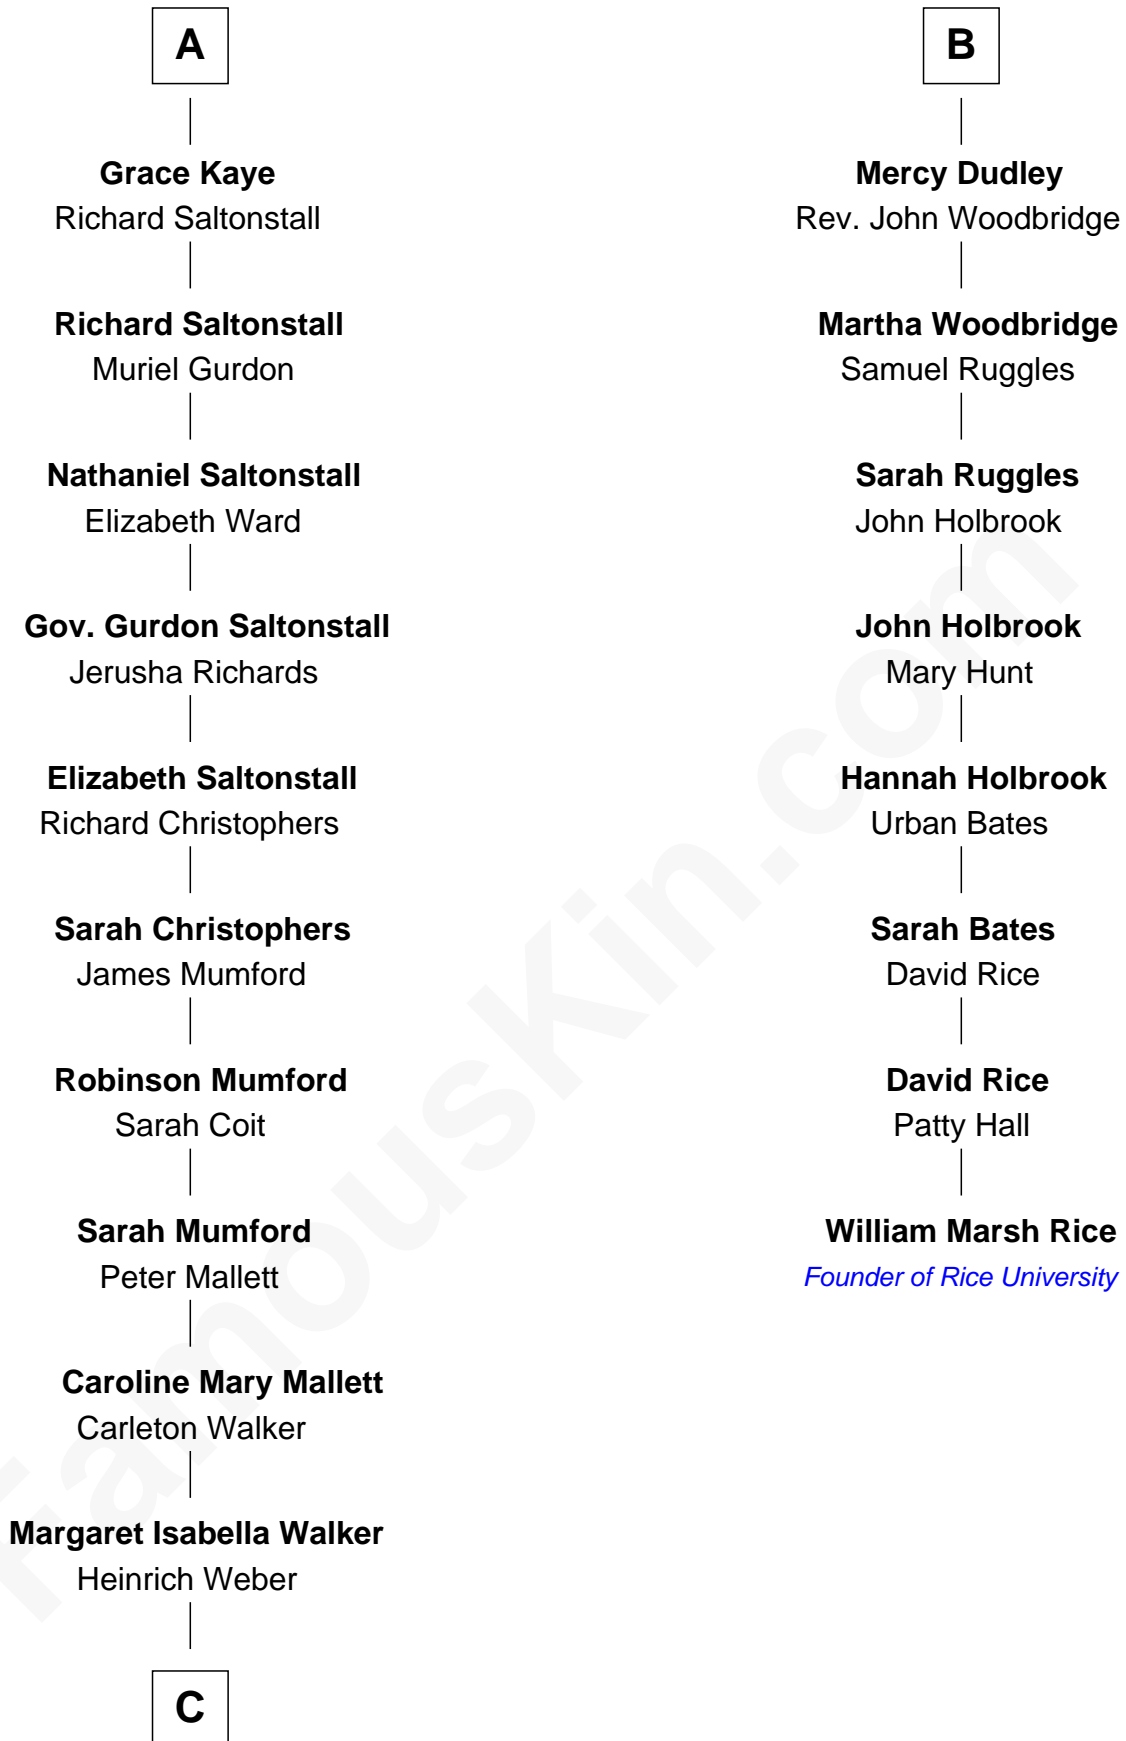 A
Grace Kaye
Richard Saltonstall
Richard Saltonstall
Muriel Gurdon
Nathaniel Saltonstall
Elizabeth Ward
Gov. Gurdon Saltonstall
Jerusha Richards
Elizabeth Saltonstall
Richard Christophers
Sarah Christophers
James Mumford
Robinson Mumford
Sarah Coit
Sarah Mumford
Peter Mallett
Caroline Mary Mallett
Carleton Walker
Margaret Isabella Walker
Heinrich Weber
C
B
Mercy Dudley
Rev. John Woodbridge
Martha Woodbridge
Samuel Ruggles
Sarah Ruggles
John Holbrook
John Holbrook
Mary Hunt
Hannah Holbrook
Urban Bates
Sarah Bates
David Rice
David Rice
Patty Hall
William Marsh Rice
Founder of Rice University
FamousKin.com